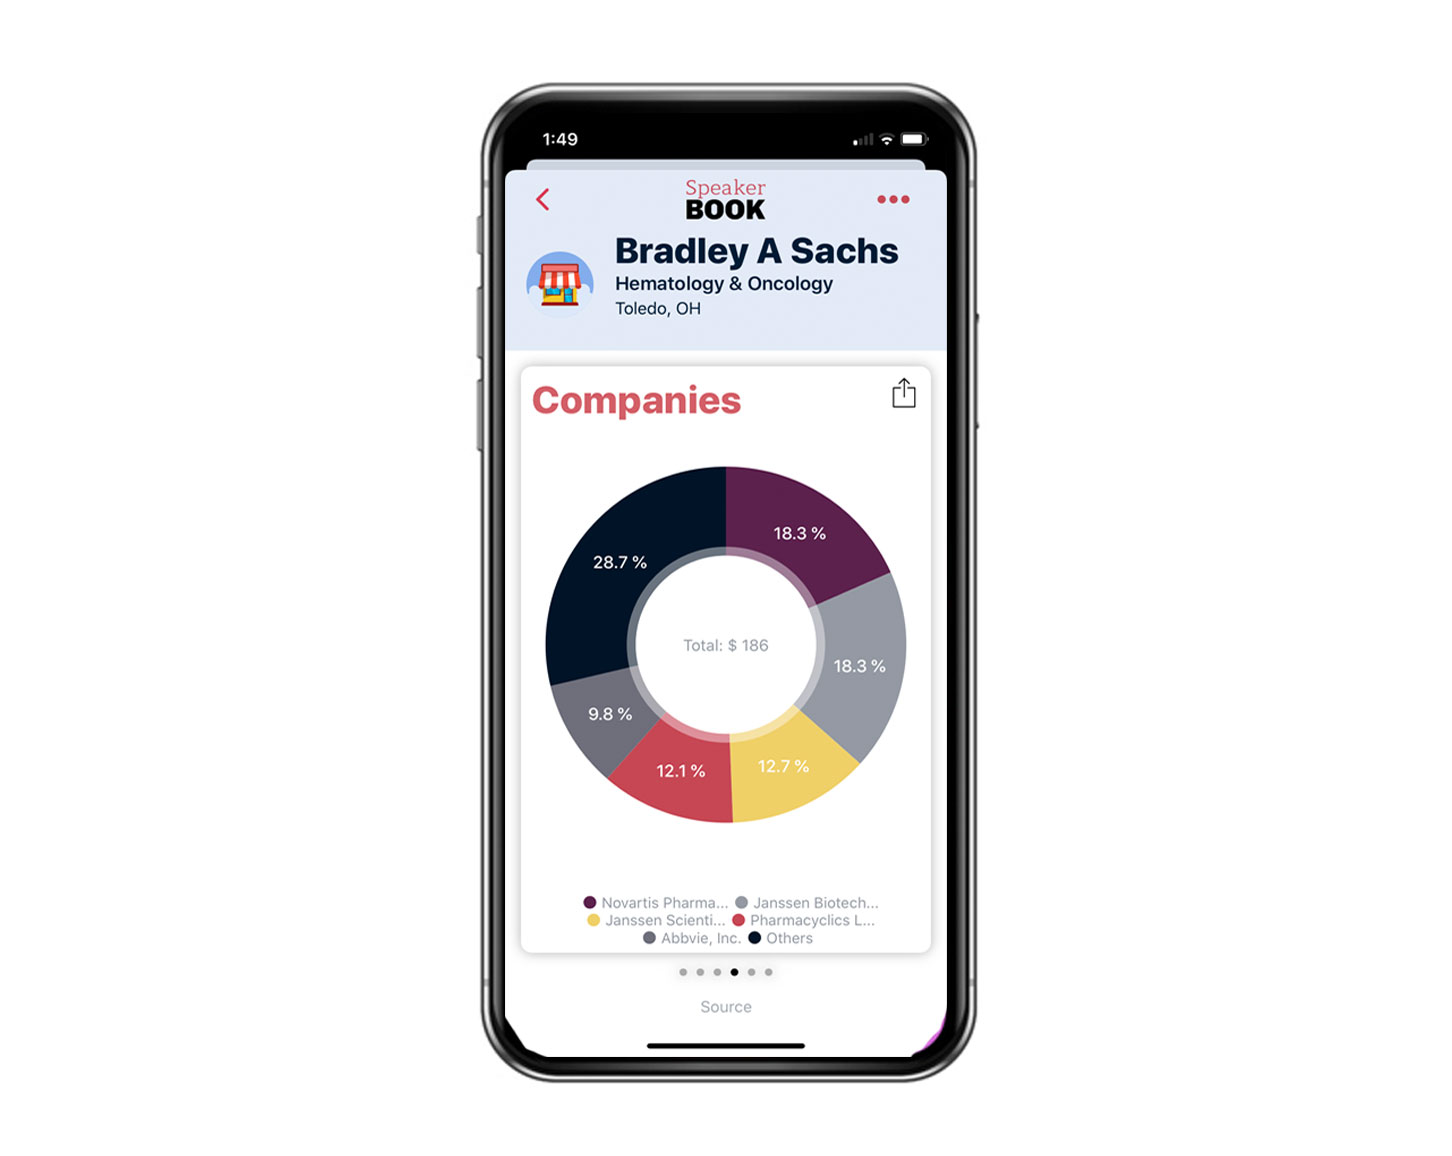 1:49
Speaker
BOOK
Bradley A Sachs
Hematology & Oncology
Toledo, OH
Companies
18.3 %
28.7 %
Total: $ 186
18.3 %
9.8 %
12.1 %
12.7 %
Novartis Pharma... Janssen Biotech...
Janssen Scienti... Pharmacyclics L...
Abbvie, Inc. Others
Source